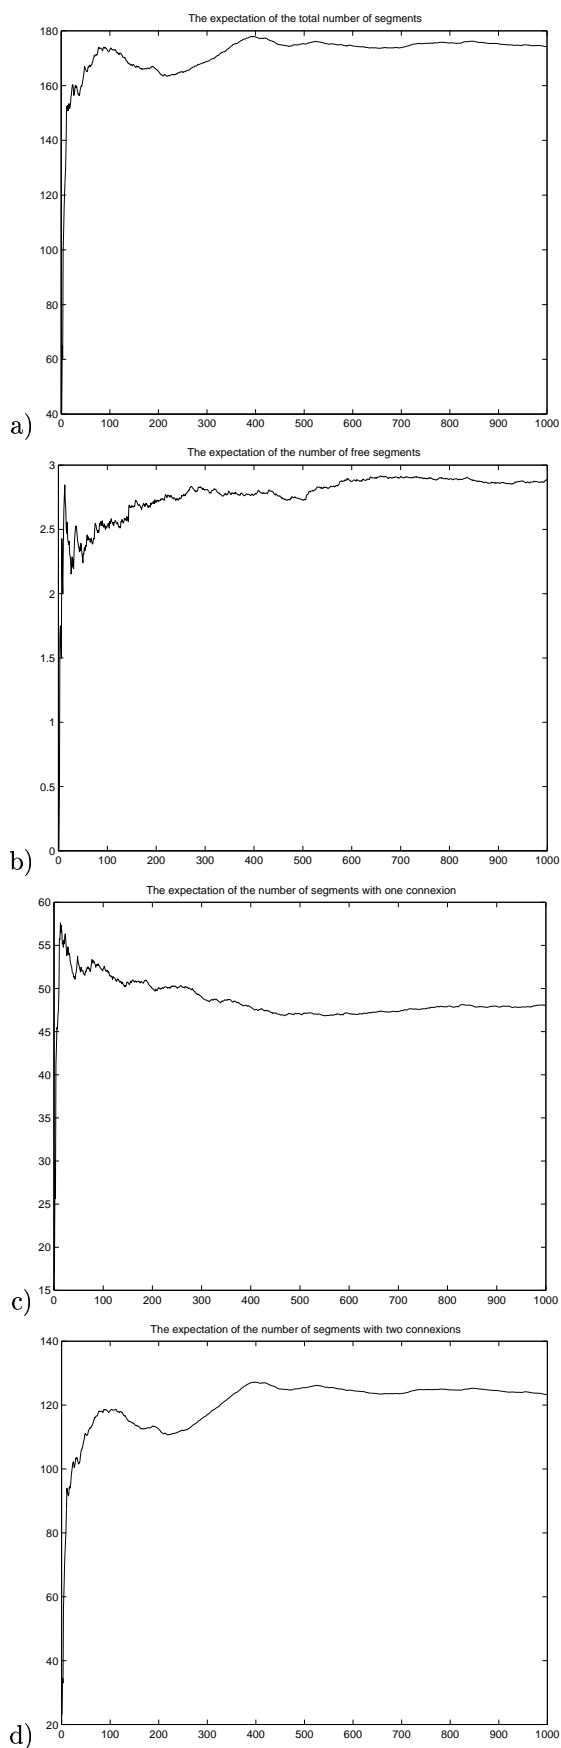 The expectation of the total number of segments
180
160
140
120
100
80
60
40
0 100 200 300 400 500 600 700 800 900 1000
a)
The expectation of the number of free segments
3
2.5
2
1.5
1
0.5
0
0 100 200 300 400 500 600 700 800 900 1000
b)
The expectation of the number of segments with one connexion
60
55
50
45
40
35
30
25
20
15
0 100 200 300 400 500 600 700 800 900 1000
c)
The expectation of the number of segments with two connexions
140
120
100
80
60
40
20
0 100 200 300 400 500 600 700 800 900 1000
d)